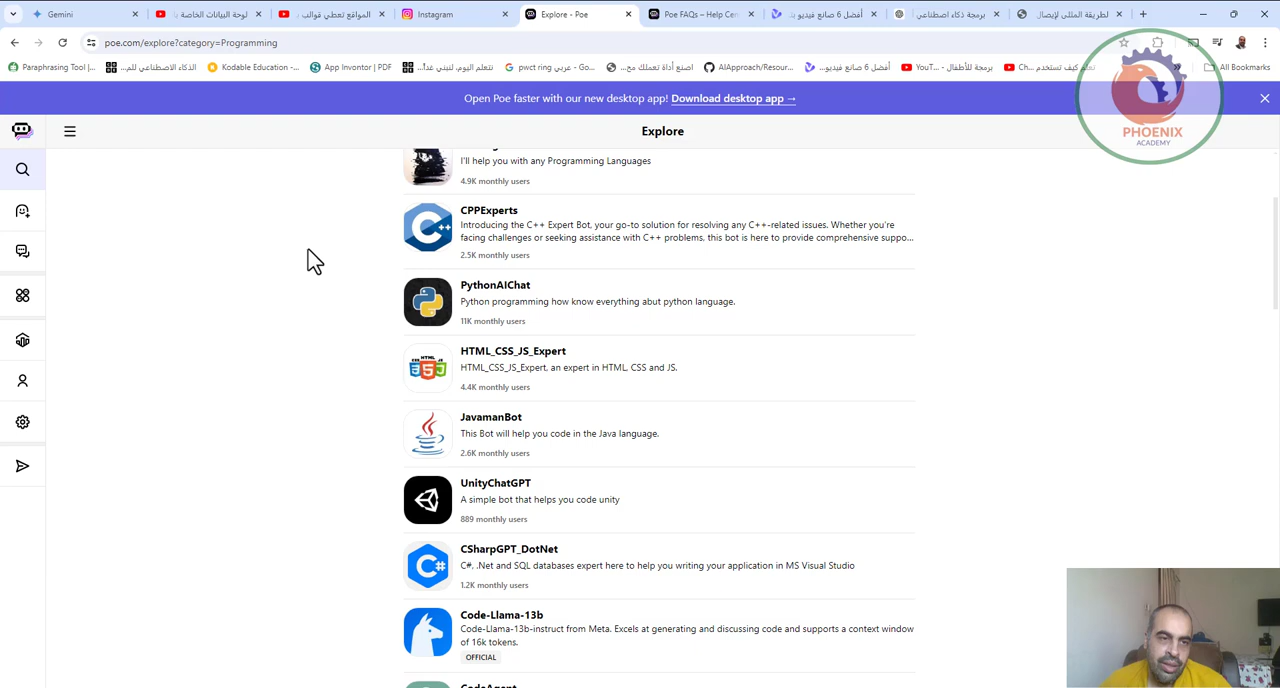 Gemini
لوحة البيانات الخاصة با
المواقع تعطي قوالب با
Instagram
Explore - Poe
Poe FAQs – Help Cen
أفضل 6 صانع فيديو بذ
برمجة ذكاء اصطناعي
poe.com/explore?category=Programming
Paraphrasing Tool |...
الذكاء الاصطناعي للم...
Kodable Education -...
App Inventor | PDF
نتعلم اليوم، لنبني غداً...
pwct ring عربي - Go...
اصنع أداة تعملك مح...
AIApproach/Resour...
أفضل 6 صانع فيديو...
برمجة للأطفال - YouT...
تعلم كيف تستخدم Ch...
All Bookmarks
Open Poe faster with our new desktop app! Download desktop app →
PHOENIX
ACADEMY
Explore
I'll help you with any Programming Languages
4.9K monthly users
CPPExperts
Introducing the C++ Expert Bot, your go-to solution for resolving any C++-related issues. Whether you're
facing challenges or seeking assistance with C++ problems, this bot is here to provide comprehensive suppo...
2.5K monthly users
PythonAIChat
Python programming how know everything abut python language.
11K monthly users
HTML_CSS_JS_Expert
HTML_CSS_JS_Expert, an expert in HTML, CSS and JS.
4.4K monthly users
JavamanBot
This Bot will help you code in the Java language.
2.6K monthly users
UnityChatGPT
A simple bot that helps you code unity
889 monthly users
CSharpGPT_DotNet
C#, .Net and SQL databases expert here to help you writing your application in MS Visual Studio
1.2K monthly users
Code-Llama-13b
Code-Llama-13b-instruct from Meta. Excels at generating and discussing code and supports a context window
of 16k tokens.
OFFICIAL
CodeAgent